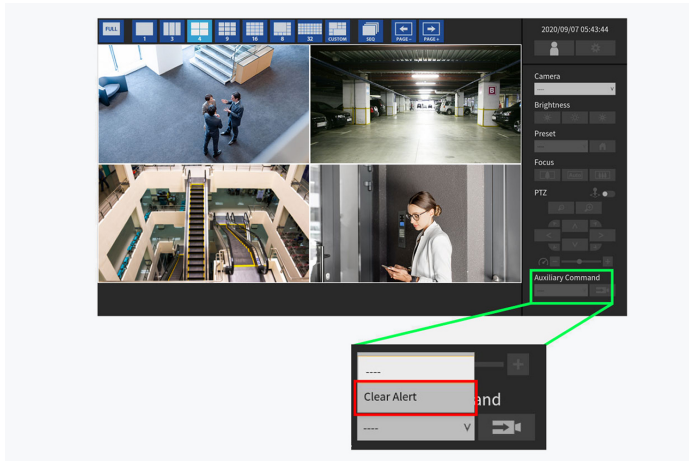 FULL 1 3 4 9 16 8 32 CUSTOM SEQ PAGE - PAGE +
2020/09/07 05:43:44
Camera
----
Brightness
Preset
----
Focus
PTZ
Auxiliary Command
----
8
----
Clear Alert
and
----